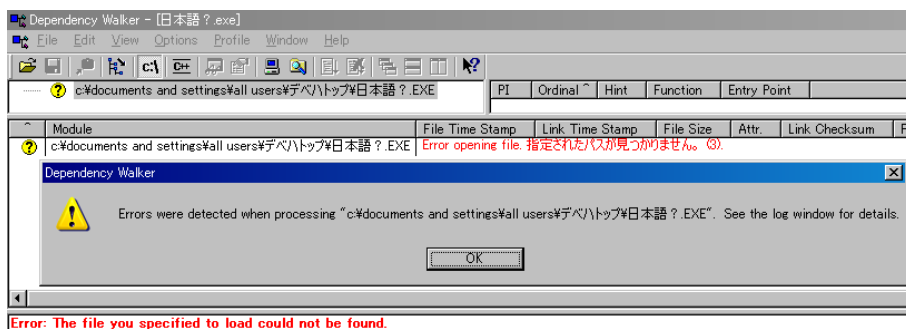 Dependency Walker - [日本語？.exe]
File Edit View Options Profile Window Help
c:\ C++
c:¥documents and settings¥all users¥デベハトップ¥日本語？.EXE
PI Ordinal ^ Hint Function Entry Point
^ Module File Time Stamp Link Time Stamp File Size Attr. Link Checksum
c:¥documents and settings¥all users¥デベハトップ¥日本語？.EXE Error opening file. 指定されたパスが見つかりません。 (3).
Dependency Walker
Errors were detected when processing "c:¥documents and settings¥all users¥デベハトップ¥日本語？.EXE". See the log window for details.
OK
Error: The file you specified to load could not be found.